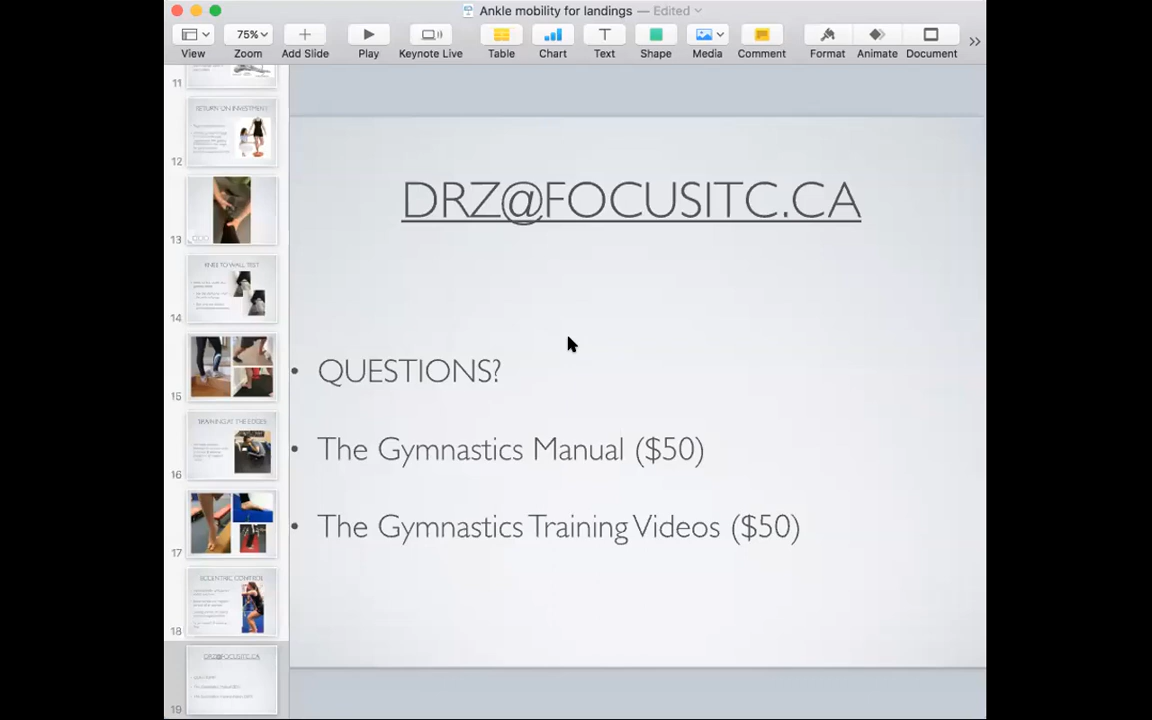 Ankle mobility for landings — Edited
View
75%
Zoom
Add Slide
Play
Keynote Live
Table
Chart
Text
Shape
Media
Comment
Format
Animate
Document
11
RETURN ON INVESTMENT
12
13
KNEE TO WALL TEST
14
15
TRAINING AT THE EDGES
16
17
ECCENTRIC CONTROL
18
DRZ@FOCUSITC.CA
19
DRZ@FOCUSITC.CA
• QUESTIONS?
• The Gymnastics Manual ($50)
• The Gymnastics Training Videos ($50)